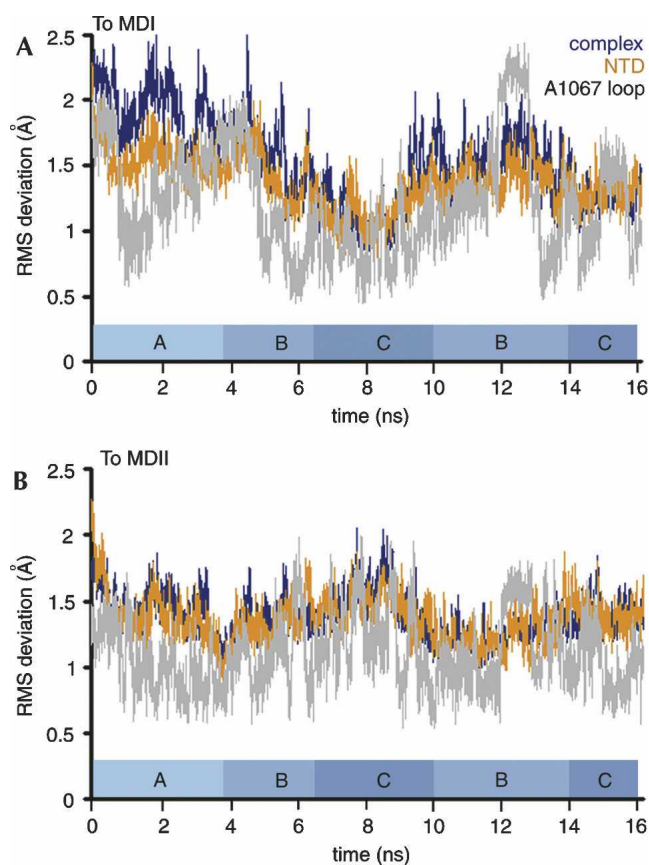 A
To MDI
complex
NTD
A1067 loop
RMS deviation (Å)
2.5
2
1.5
1
0.5
0
A B C B C
0 2 4 6 8 10 12 14 16
time (ns)
B
To MDII
RMS deviation (Å)
2.5
2
1.5
1
0.5
0
A B C B C
0 2 4 6 8 10 12 14 16
time (ns)